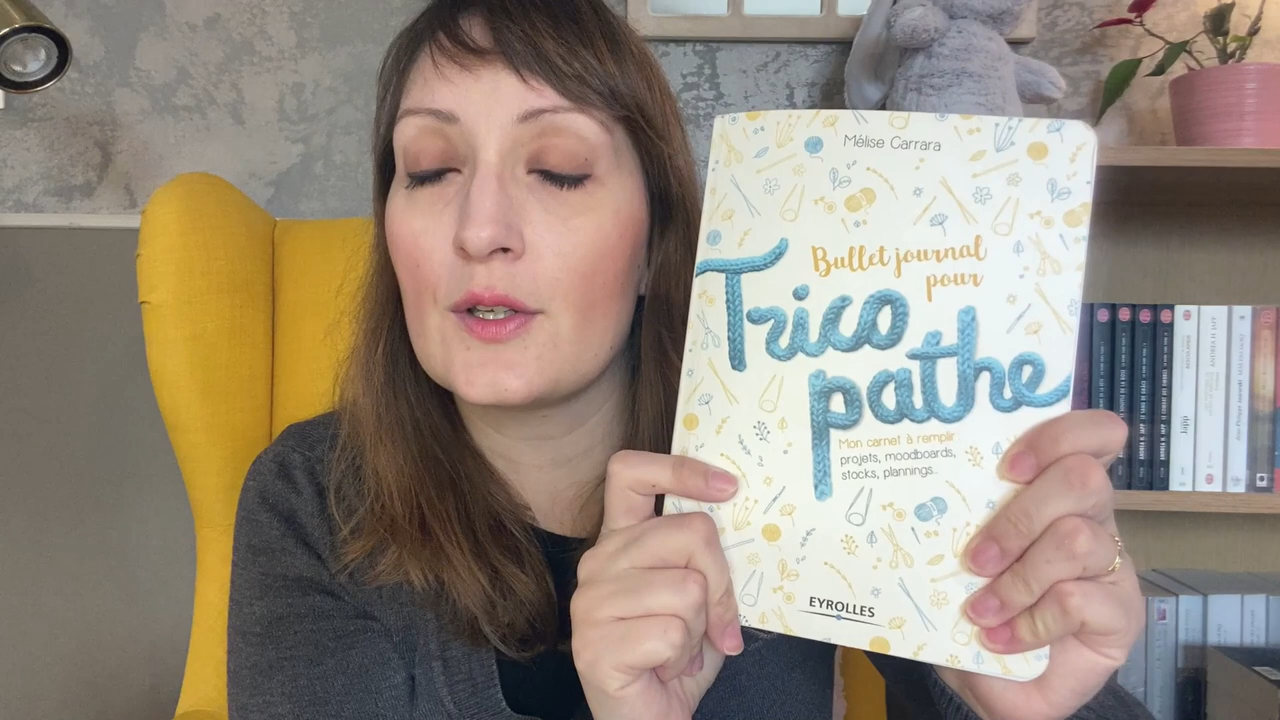 Mélise Carrara
Bullet journal
pour
Trico
pathe
Mon carnet à remplir
projets, moodboards,
stocks, plannings...
EYROLLES